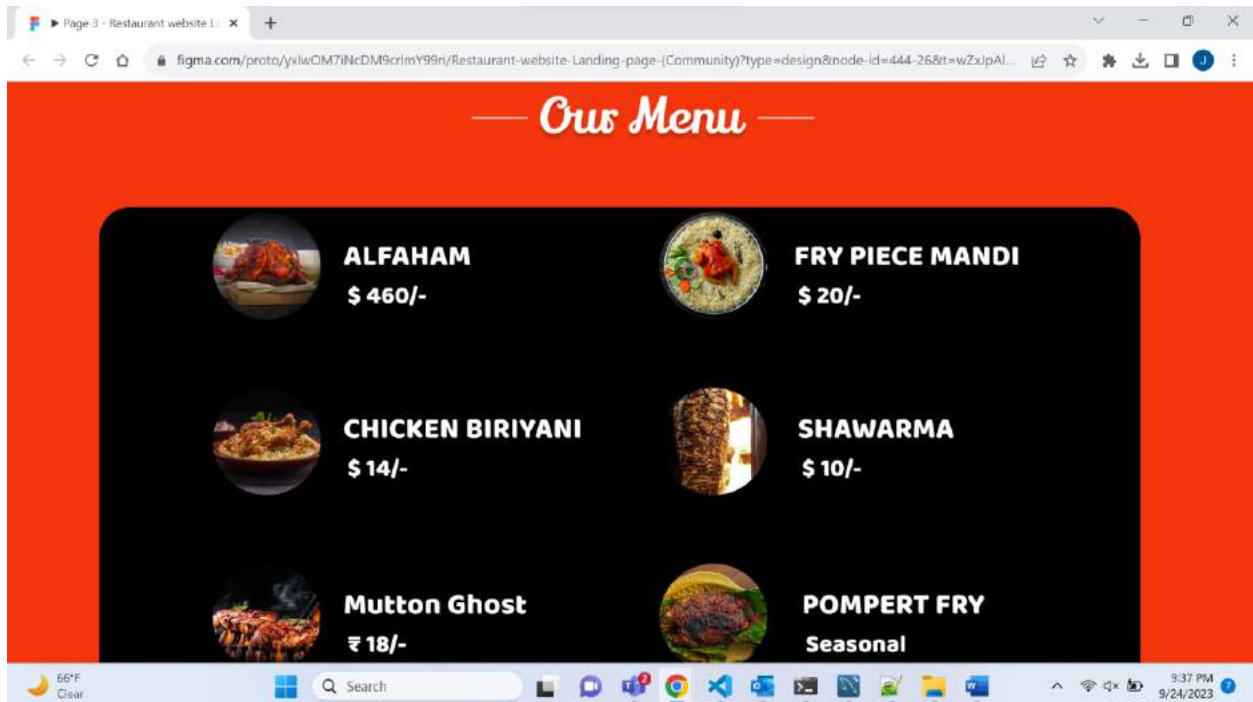 Page 3 - Restaurant website L
figma.com/proto/yxlwOM7iNcDM9crlmY99ri/Restaurant-website-Landing-page-(Community)?type=design&node-id=444-26&t=wZxJpAl...
J
Our Menu
ALFAHAM
$ 460/-
FRY PIECE MANDI
$ 20/-
CHICKEN BIRIYANI
$ 14/-
SHAWARMA
$ 10/-
Mutton Ghost
₹ 18/-
POMPERT FRY
Seasonal
66°F
Clear
Search
2
9:37 PM
9/24/2023
7